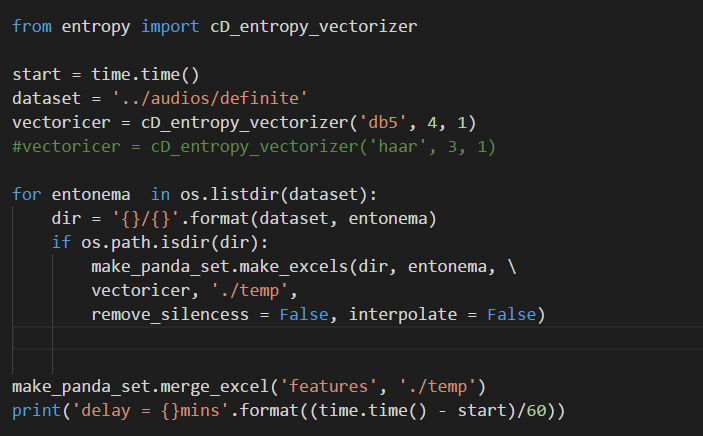 from entropy import cD_entropy_vectorizer
start = time.time()
dataset = '../audios/definite'
vectoricer = cD_entropy_vectorizer('db5', 4, 1)
#vectoricer = cD_entropy_vectorizer('haar', 3, 1)
for entonema  in os.listdir(dataset):
    dir = '{}/{}'.format(dataset, entonema)
    if os.path.isdir(dir):
        make_panda_set.make_excels(dir, entonema, \
        vectoricer, './temp',
        remove_silencess = False, interpolate = False)
make_panda_set.merge_excel('features', './temp')
print('delay = {}mins'.format((time.time() - start)/60))